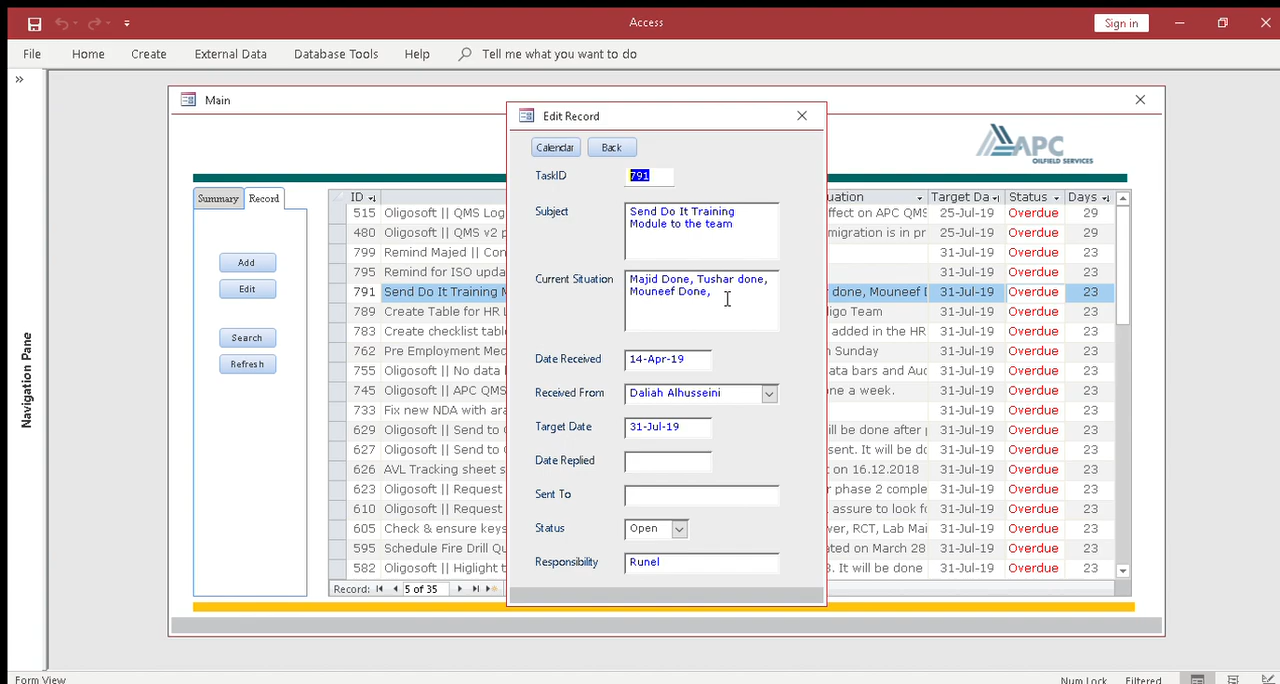 Access
Sign in
File Home Create External Data Database Tools Help Tell me what you want to do
Navigation Pane
Main
APC
OILFIELD SERVICES
Summary Record
Add
Edit
Search
Refresh
ID uation Target Da Status Days
515 Oligosoft || QMS Log ffect on APC QMS 25-Jul-19 Overdue 29
480 Oligosoft || QMS v2 p migration is in pr 25-Jul-19 Overdue 29
799 Remind Majed || Con 31-Jul-19 Overdue 23
795 Remind for ISO upda 31-Jul-19 Overdue 23
791 Send Do It Training M r done, Mouneef D 31-Jul-19 Overdue 23
789 Create Table for HR L digo Team 31-Jul-19 Overdue 23
783 Create checklist table added in the HR 31-Jul-19 Overdue 23
762 Pre Employment Med n Sunday 31-Jul-19 Overdue 23
755 Oligosoft || No data l data bars and Auc 31-Jul-19 Overdue 23
745 Oligosoft || APC QMS one a week. 31-Jul-19 Overdue 23
733 Fix new NDA with ara 31-Jul-19 Overdue 23
629 Oligosoft || Send to C ill be done after p 31-Jul-19 Overdue 23
627 Oligosoft || Send to C sent. It will be do 31-Jul-19 Overdue 23
626 AVL Tracking sheet s t on 16.12.2018 31-Jul-19 Overdue 23
623 Oligosoft || Request r phase 2 comple 31-Jul-19 Overdue 23
610 Oligosoft || Request assure to look fo 31-Jul-19 Overdue 23
605 Check & ensure keys wer, RCT, Lab Mai 31-Jul-19 Overdue 23
595 Schedule Fire Drill Qu ated on March 28 31-Jul-19 Overdue 23
582 Oligosoft || Higlight t 3. It will be done 31-Jul-19 Overdue 23
Record: 5 of 35
Edit Record
Calendar Back
TaskID 791
Subject Send Do It Training
Module to the team
Current Situation Majid Done, Tushar done,
Mouneef Done,
Date Received 14-Apr-19
Received From Daliah Alhusseini
Target Date 31-Jul-19
Date Replied
Sent To
Status Open
Responsibility Runel
Form View Num Lock Filtered